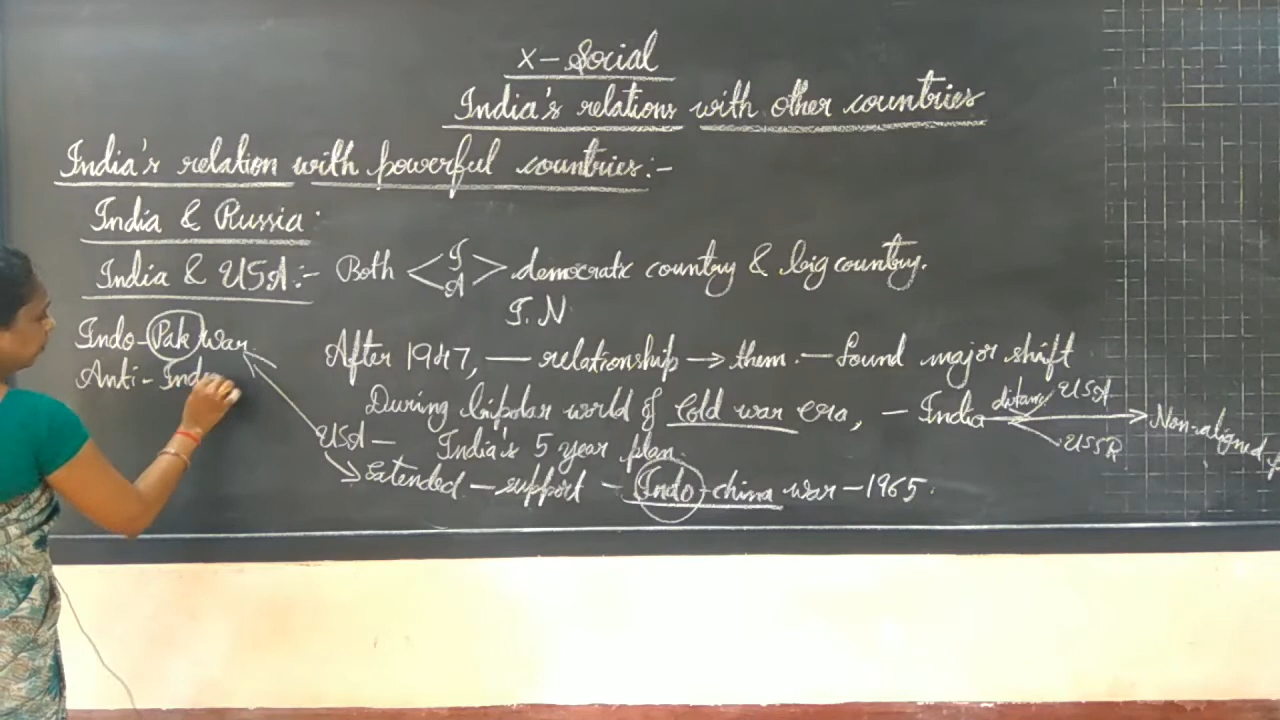 X - Social
India's relations with other countries
India's relation with powerful countries:-
India & Russia:
India & USA:- Both < I A > democratic country & big country.
I.N
Indo-Pak war
After 1947, — relationship → them. — found major shift
Anti-India
During bipolar world of Cold war era, — India distance USA USSR → Non-aligned
USA — India's 5 year plan.
Extended — support — Indo-china war - 1965.